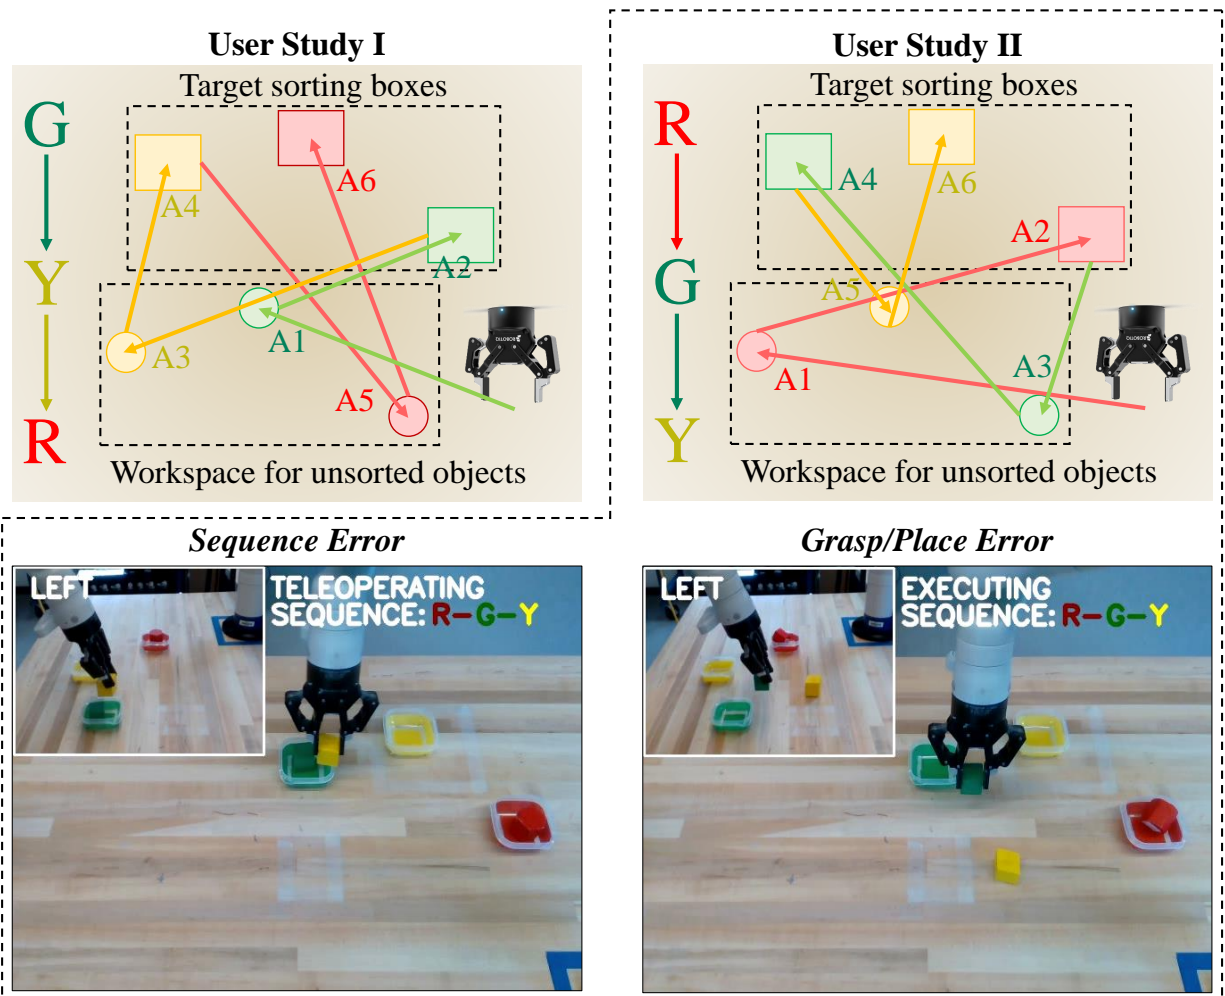 User Study I
Target sorting boxes
G
Y
R
A4
A6
A2
A1
A3
A5
Workspace for unsorted objects
User Study II
Target sorting boxes
R
G
Y
A4
A6
A2
A5
A1
A3
Workspace for unsorted objects
ROBOTIQ
ROBOTIQ
Sequence Error
LEFT
TELEOPERATING
SEQUENCE: R-G-Y
Grasp/Place Error
LEFT
EXECUTING
SEQUENCE: R-G-Y